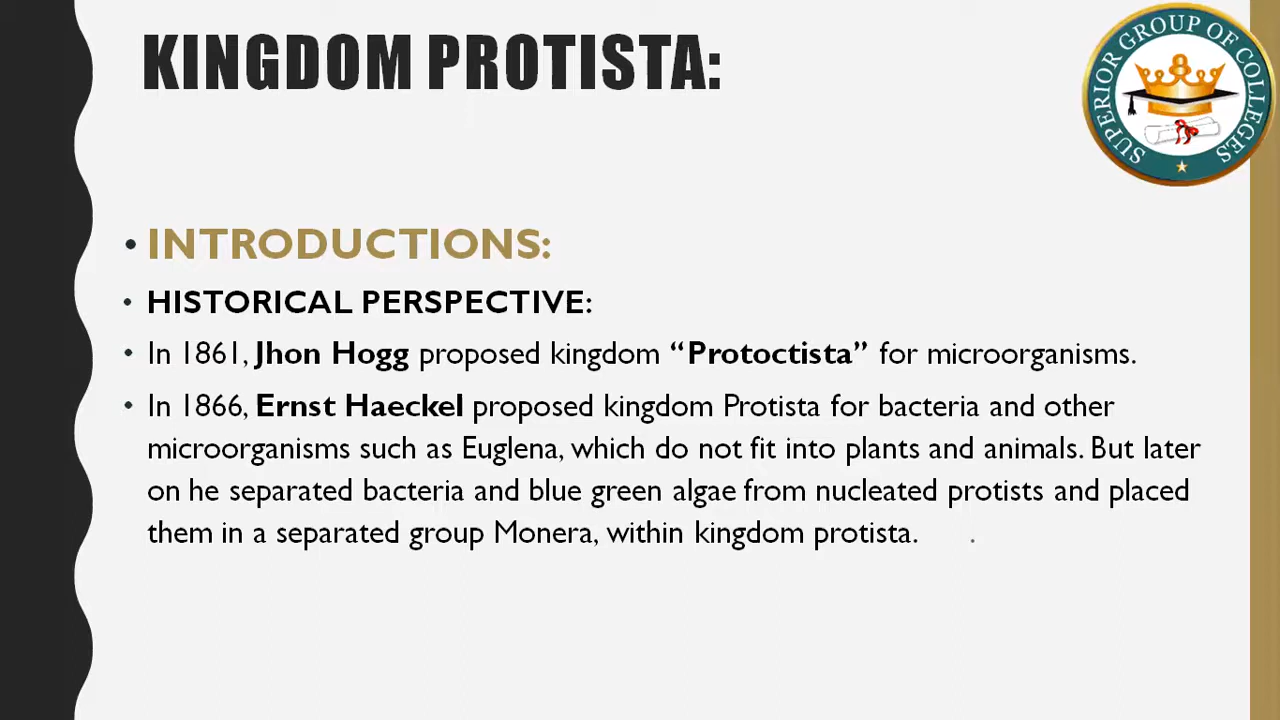 KINGDOM PROTISTA:
SUPERIOR GROUP OF COLLEGES
• INTRODUCTIONS:
• HISTORICAL PERSPECTIVE:
• In 1861, Jhon Hogg proposed kingdom “Protoctista” for microorganisms.
• In 1866, Ernst Haeckel proposed kingdom Protista for bacteria and other
microorganisms such as Euglena, which do not fit into plants and animals. But later
on he separated bacteria and blue green algae from nucleated protists and placed
them in a separated group Monera, within kingdom protista. .